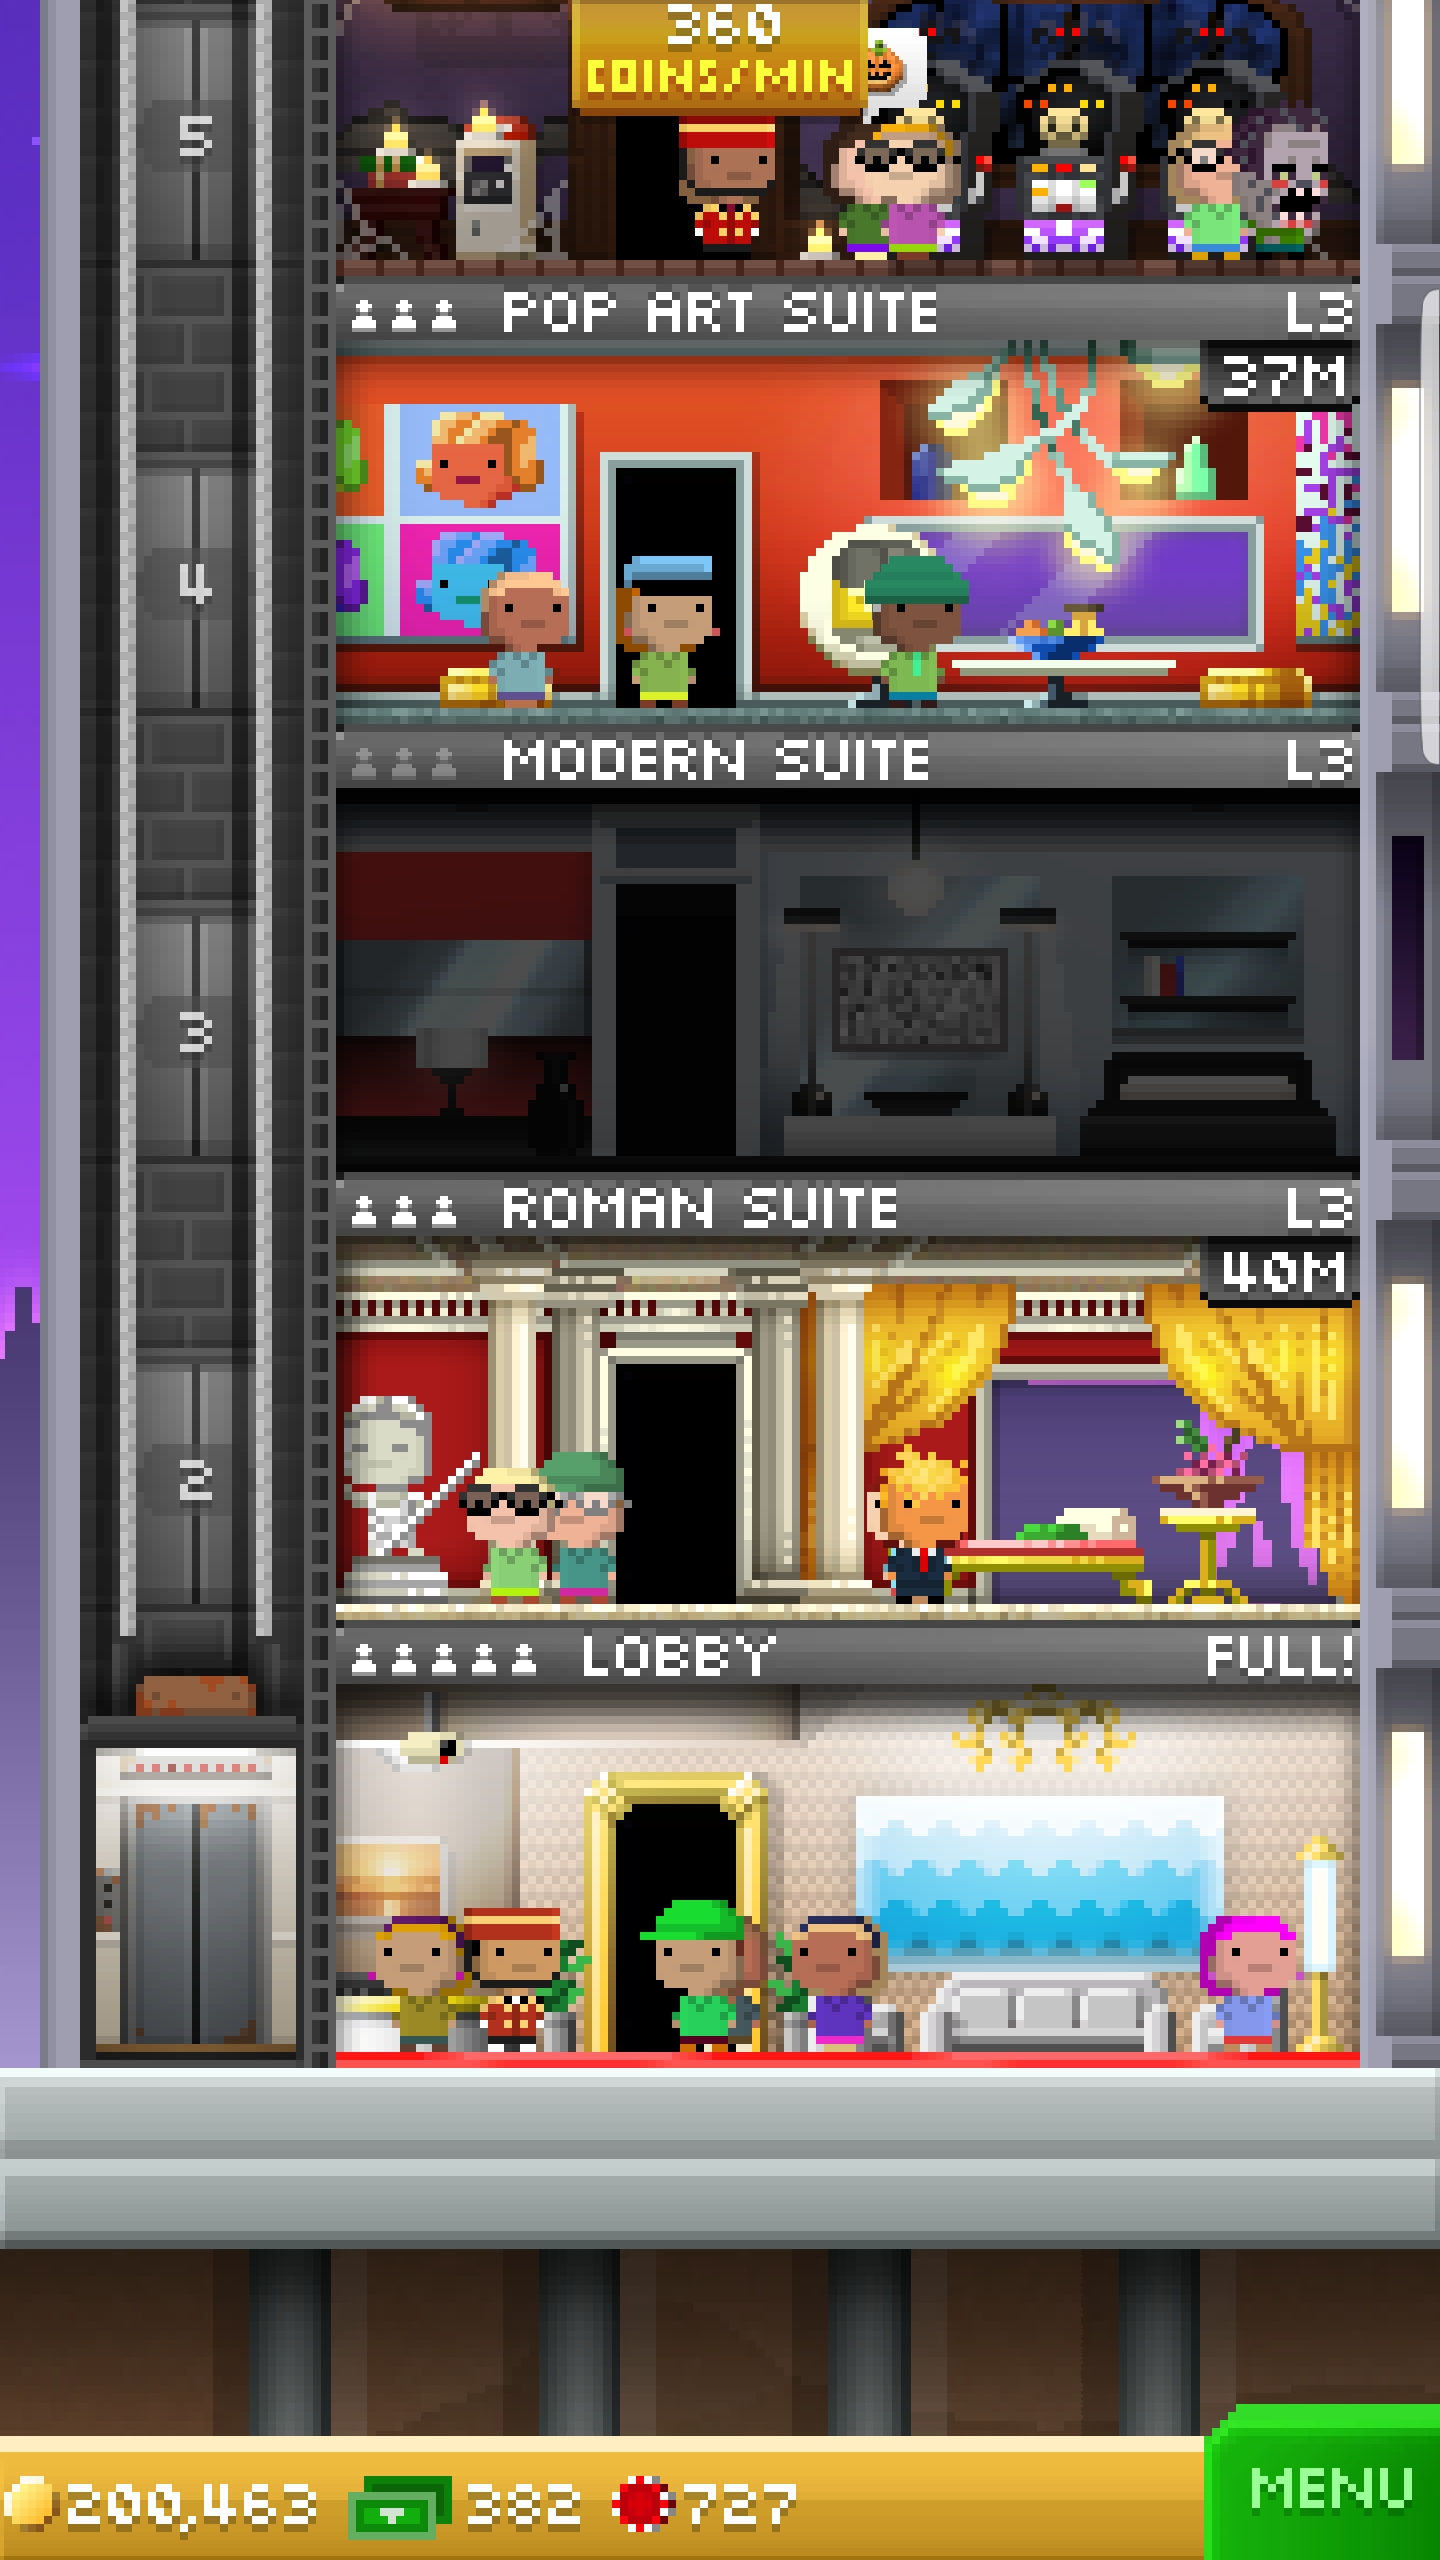 360
COINS/MIN
5
POP ART SUITE L3
37M
4
MODERN SUITE L3
3
ROMAN SUITE L3
40M
2
LOBBY FULL!
200,463 382 727
MENU